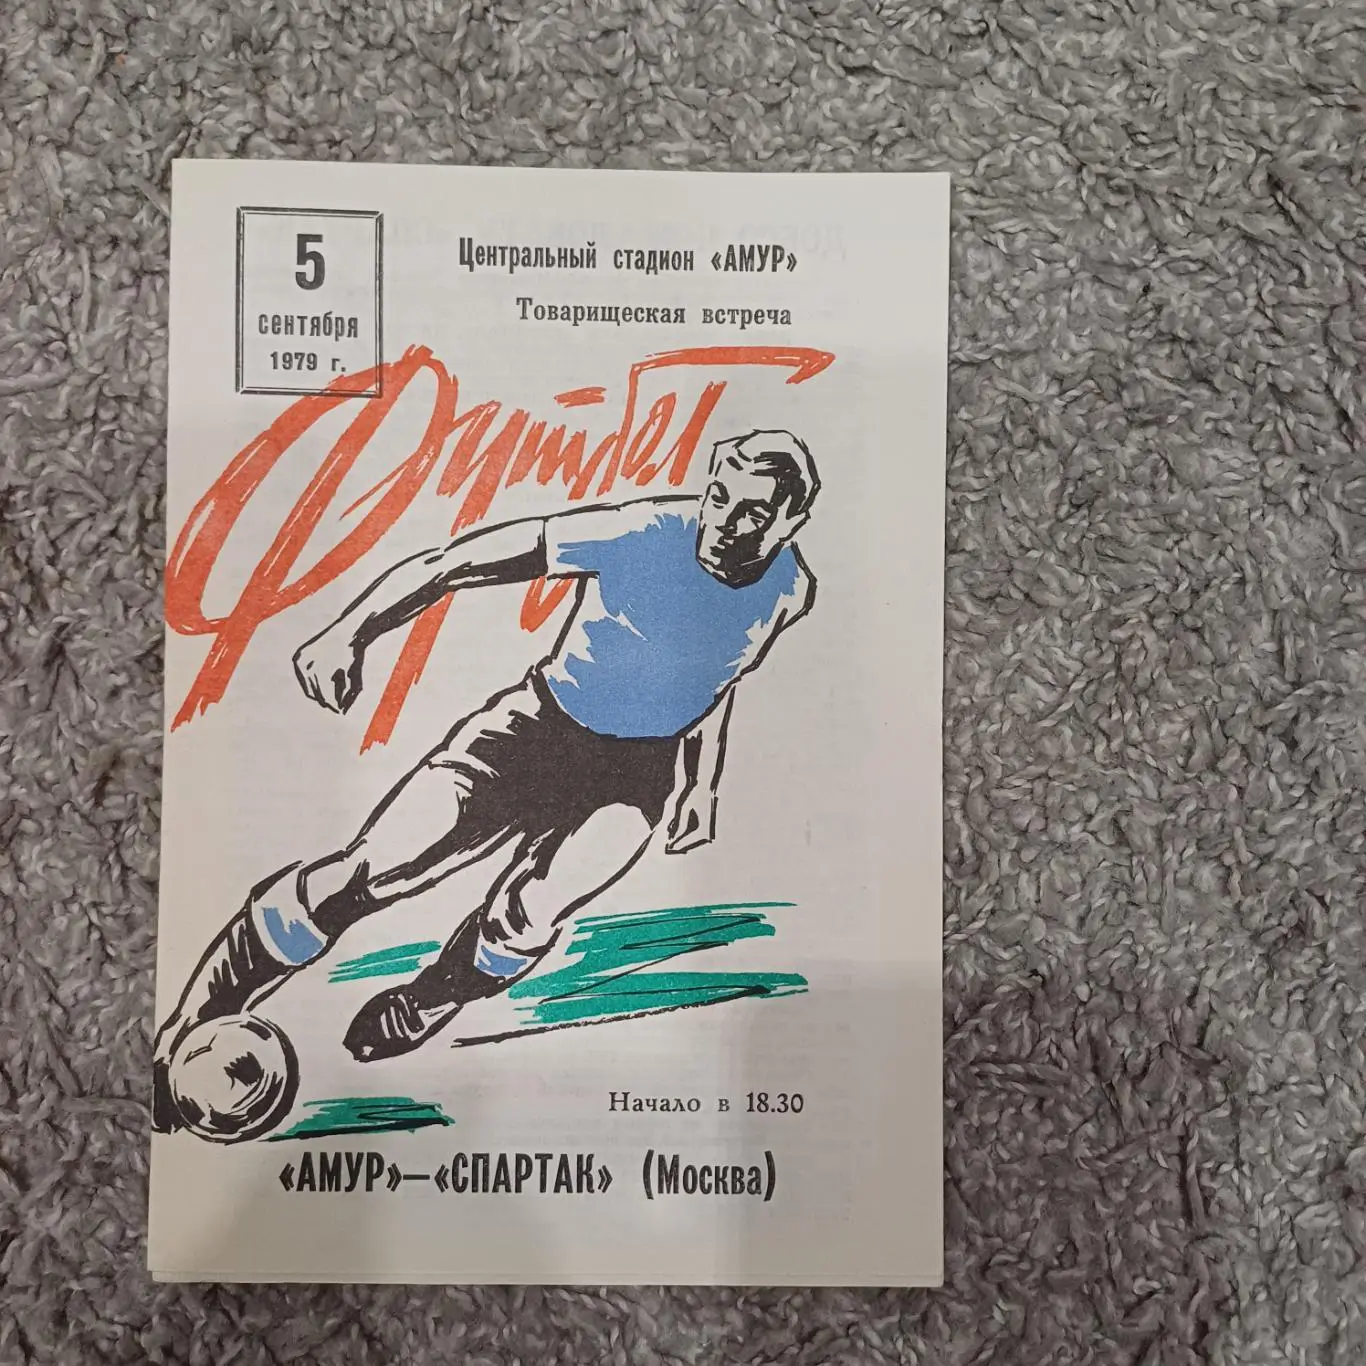 5
сентября
1979 г.
Центральный стадион «АМУР»
Товарищеская встреча
Футбол
Начало в 18.30
«АМУР»—«СПАРТАК» (Москва)